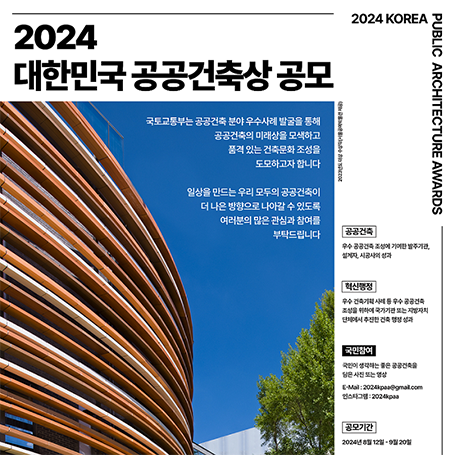 2024 KOREA
PUBLIC ARCHITECTURE AWARDS
2024
대한민국 공공건축상 공모
국토교통부는 공공건축 분야 우수사례 발굴을 통해
공공건축의 미래상을 모색하고
품격 있는 건축문화 조성을
도모하고자 합니다
일상을 만드는 우리 모두의 공공건축이
더 나은 방향으로 나아갈 수 있도록
여러분의 많은 관심과 참여를
부탁드립니다
공공건축
우수 공공건축 조성에 기여한 발주기관,
설계자, 시공사의 성과
혁신행정
우수 건축기획 사례 등 우수 공공건축
조성을 위하여 국가기관 또는 지방자치
단체에서 추진한 건축 행정 성과
국민참여
국민이 생각하는 좋은 공공건축을
담은 사진 또는 영상
E-Mail : 2024kpaa@gmail.com
인스타그램 : 2024kpaa
공모기간
2024년 8월 12일 - 9월 20일